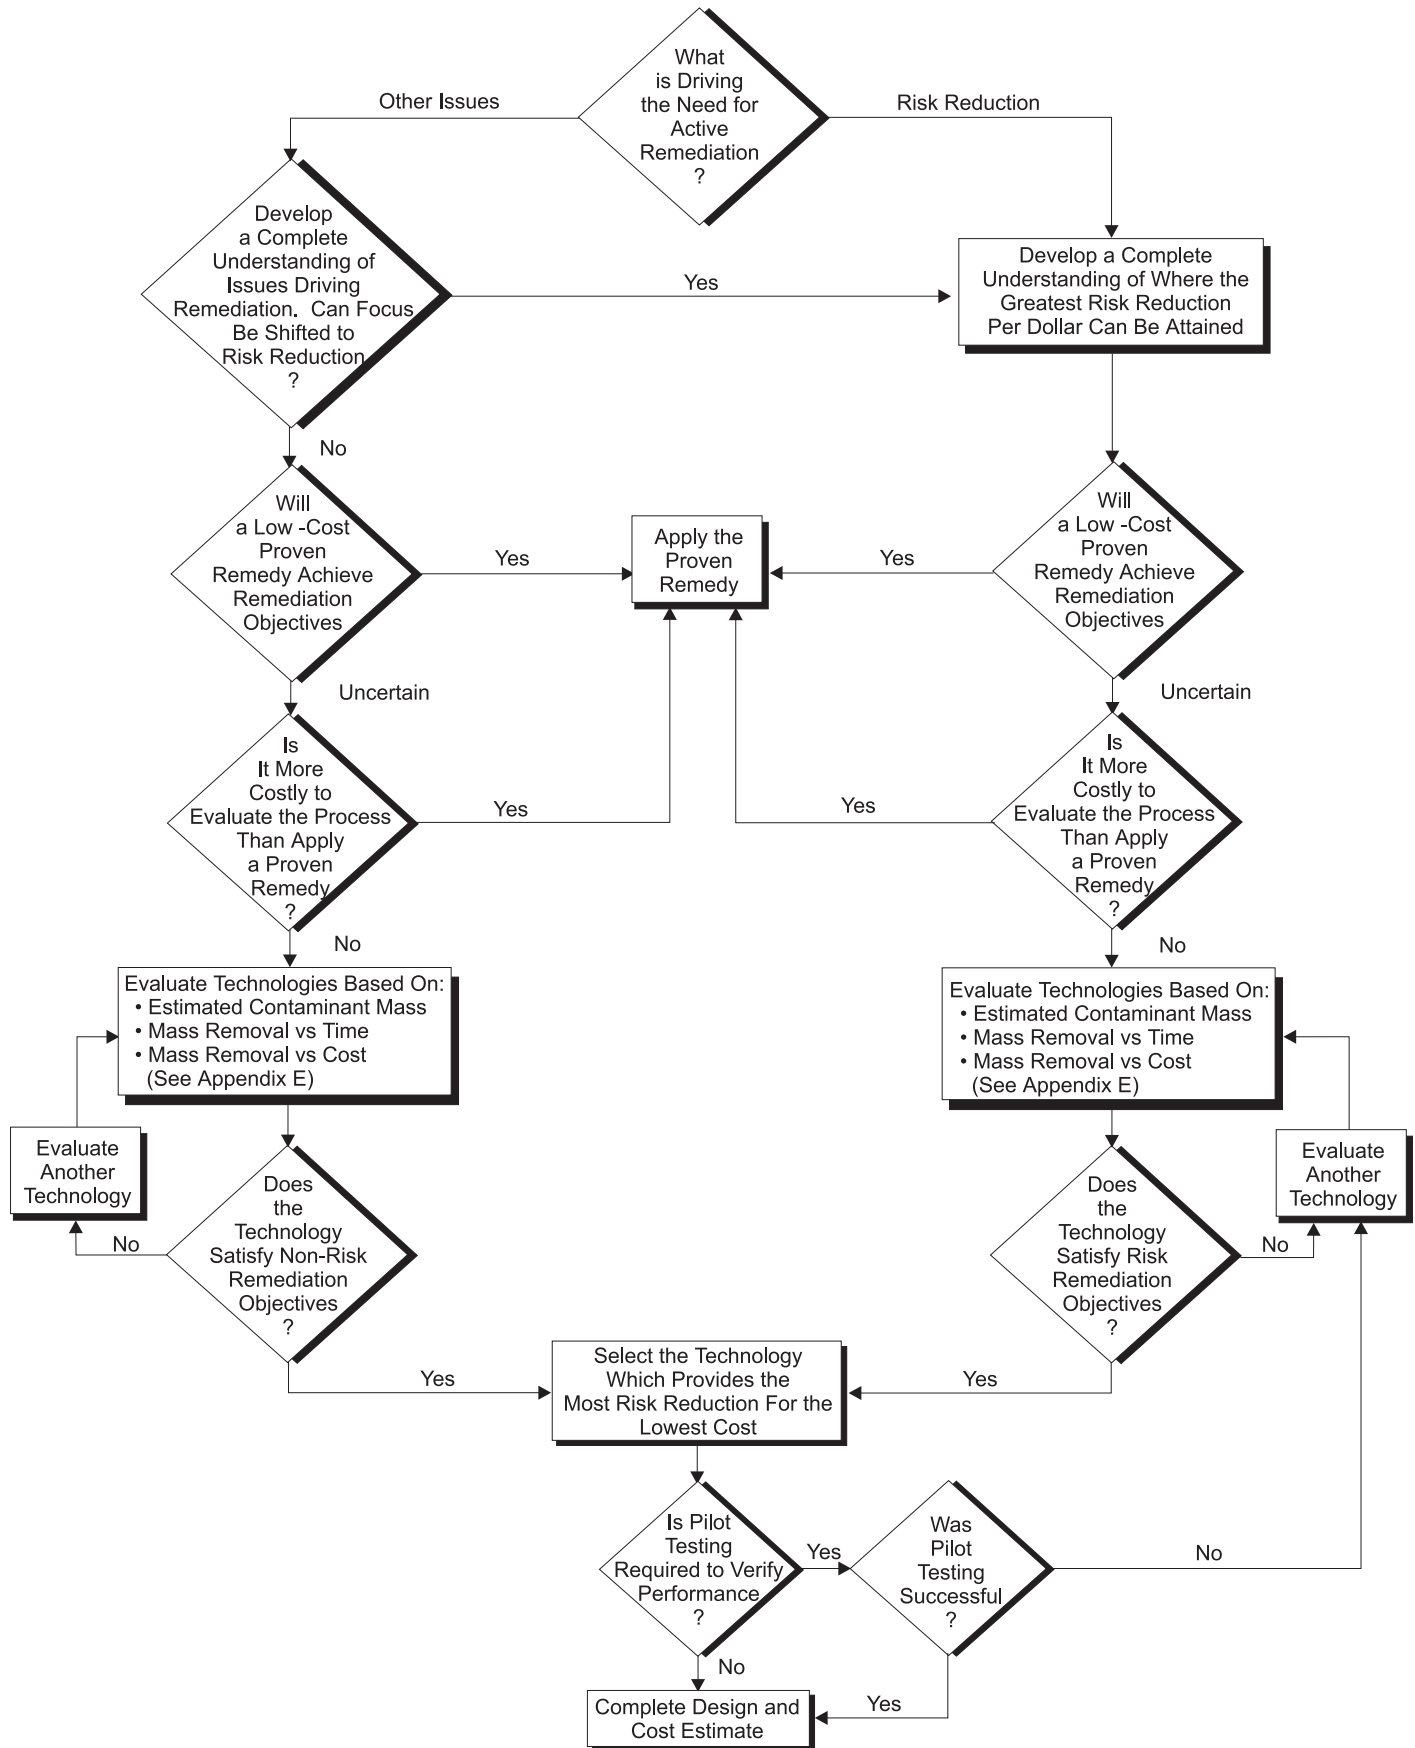 What
is Driving
the Need for
Active
Remediation
?
Other Issues
Risk Reduction
Develop
a Complete
Understanding of
Issues Driving
Remediation.  Can Focus
Be Shifted to
Risk Reduction
?
Yes
Develop a Complete
Understanding of Where the
Greatest Risk Reduction
Per Dollar Can Be Attained
No
Will
a Low -Cost
Proven
Remedy Achieve
Remediation
Objectives
Yes
Apply the
Proven
Remedy
Yes
Will
a Low -Cost
Proven
Remedy Achieve
Remediation
Objectives
Uncertain
Uncertain
Is
It More
Costly to
Evaluate the Process
Than Apply
a Proven
Remedy
?
Yes
Yes
Is
It More
Costly to
Evaluate the Process
Than Apply
a Proven
Remedy
?
No
No
Evaluate Technologies Based On:
• Estimated Contaminant Mass
• Mass Removal vs Time
• Mass Removal vs Cost
(See Appendix E)
Evaluate Technologies Based On:
• Estimated Contaminant Mass
• Mass Removal vs Time
• Mass Removal vs Cost
(See Appendix E)
Evaluate
Another
Technology
Does
the
Technology
Satisfy Non-Risk
Remediation
Objectives
?
No
Does
the
Technology
Satisfy Risk
Remediation
Objectives
?
No
Evaluate
Another
Technology
Yes
Select the Technology
Which Provides the
Most Risk Reduction For the
Lowest Cost
Yes
Is Pilot
Testing
Required to Verify
Performance
?
Yes
Was
Pilot
Testing
Successful
?
No
No
Complete Design and
Cost Estimate
Yes